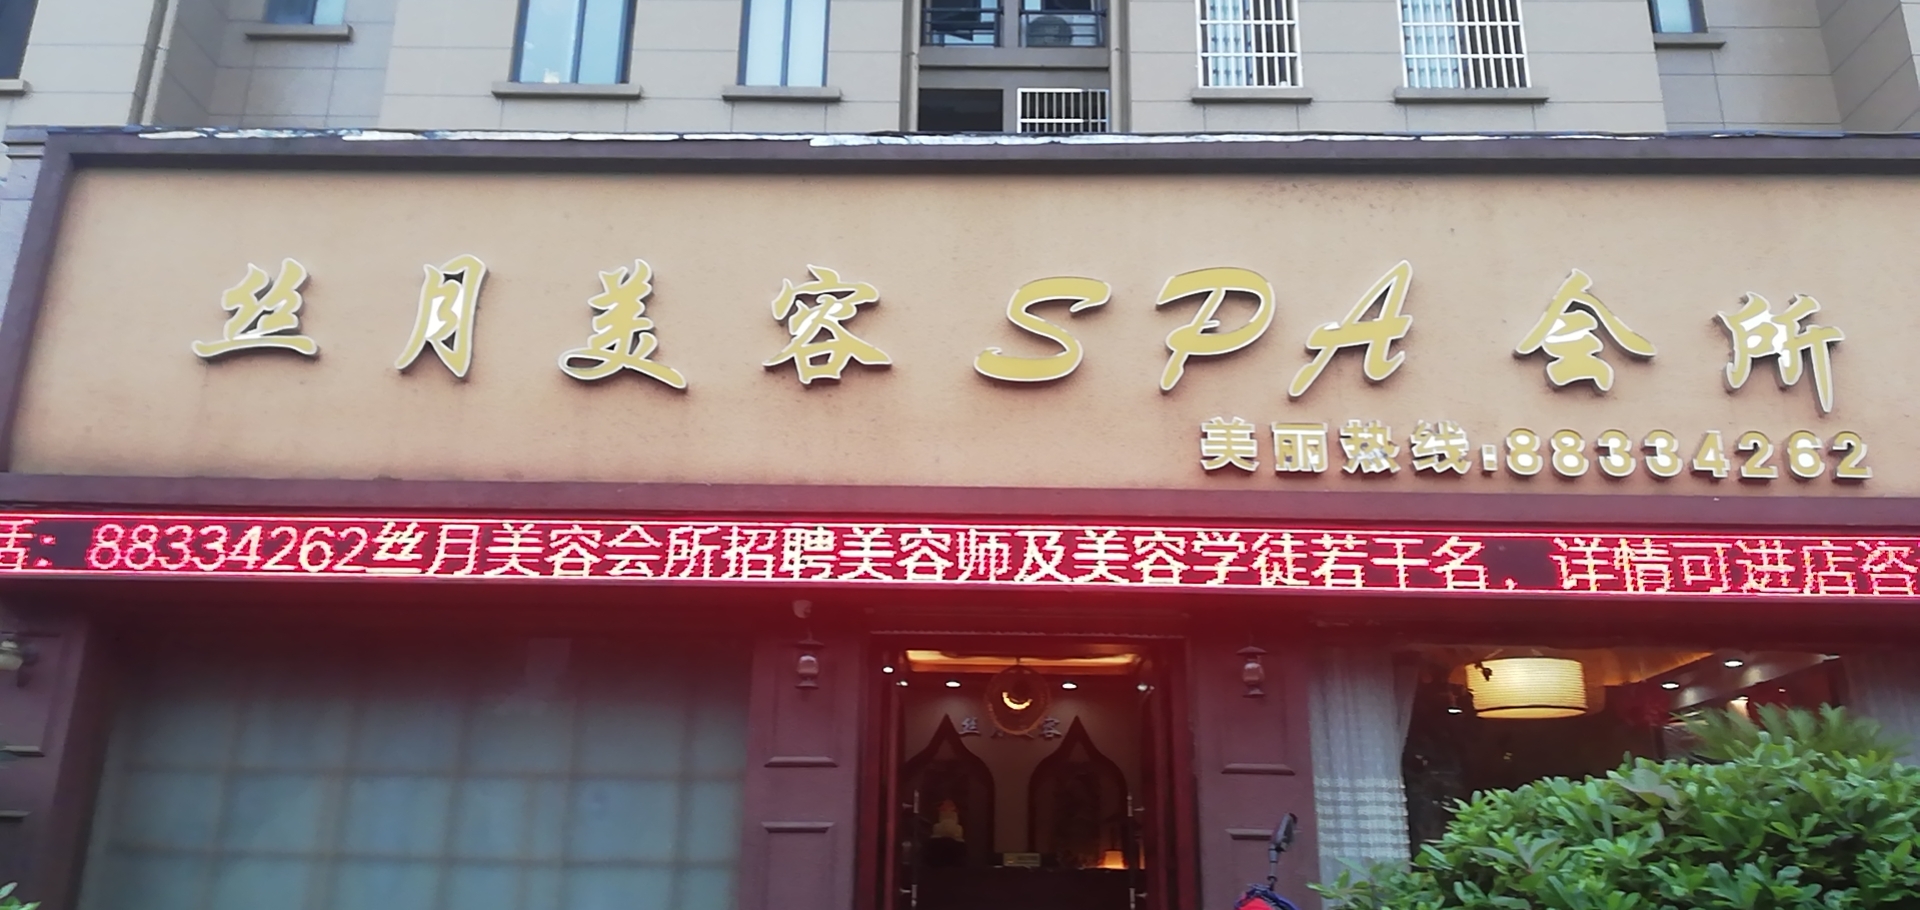 丝月美容SPA会所
美丽热线:88334262
话：88334262丝月美容会所招聘美容师及美容学徒若干名，详情可进店咨
丝月美容